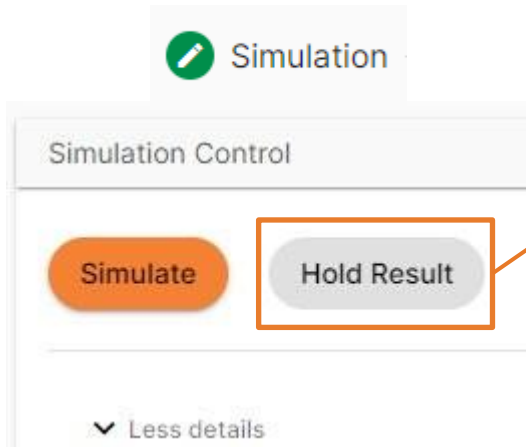 Simulation
Simulation Control
Simulate Hold Result
Less details